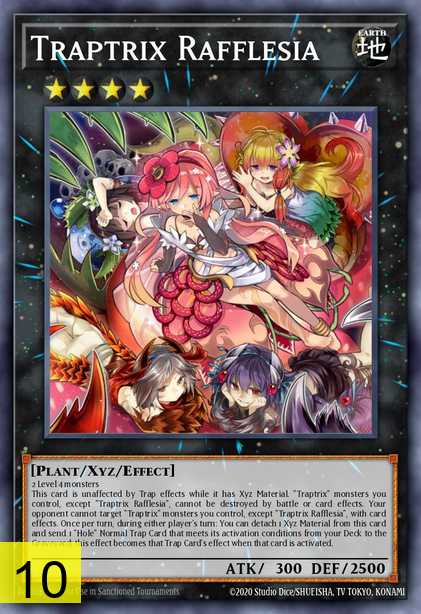 TRAPTRIX RAFFLESIA
EARTH
地
[PLANT/XYZ/EFFECT]
2 Level 4 monsters
This card is unaffected by Trap effects while it has Xyz Material. "Traptrix" monsters you
control, except "Traptrix Rafflesia", cannot be destroyed by battle or card effects. Your
opponent cannot target "Traptrix" monsters you control, except "Traptrix Rafflesia", with card
effects. Once per turn, during either player's turn: You can detach 1 Xyz Material from this card
and send 1 "Hole" Normal Trap Card that meets its activation conditions from your Deck to the
Graveyard; this effect becomes that Trap Card's effect when that card is activated.
ATK/ 300 DEF/2500
10
Use in Sanctioned Tournaments
©2020 Studio Dice/SHUEISHA, TV TOKYO, KONAMI